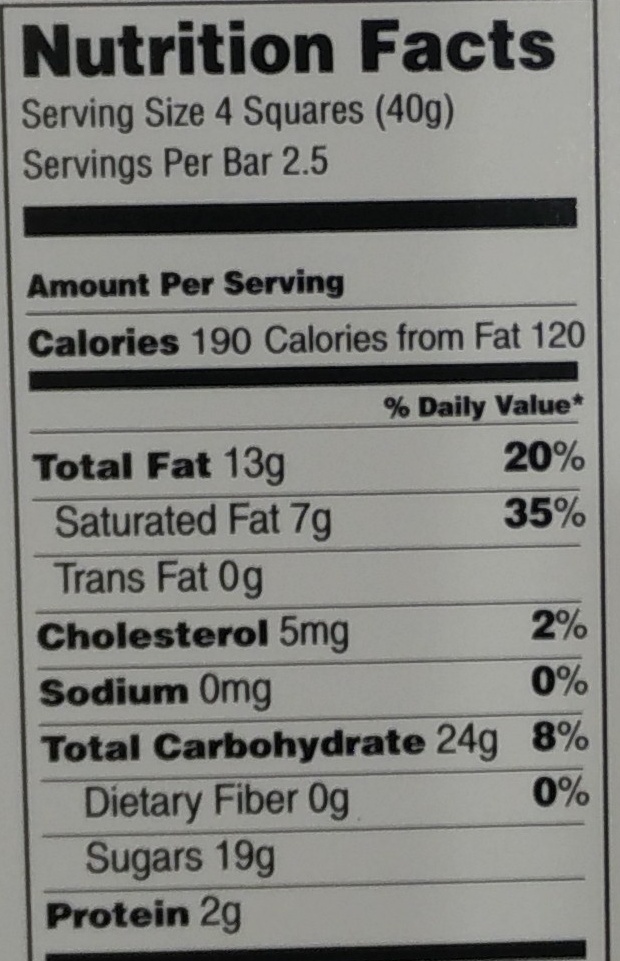 Nutrition Facts
Serving Size 4 Squares (40g)
Servings Per Bar 2.5
Amount Per Serving
Calories 190 Calories from Fat 120
% Daily Value*
Total Fat 13g 20%
Saturated Fat 7g 35%
Trans Fat 0g
Cholesterol 5mg 2%
Sodium 0mg 0%
Total Carbohydrate 24g 8%
Dietary Fiber 0g 0%
Sugars 19g
Protein 2g